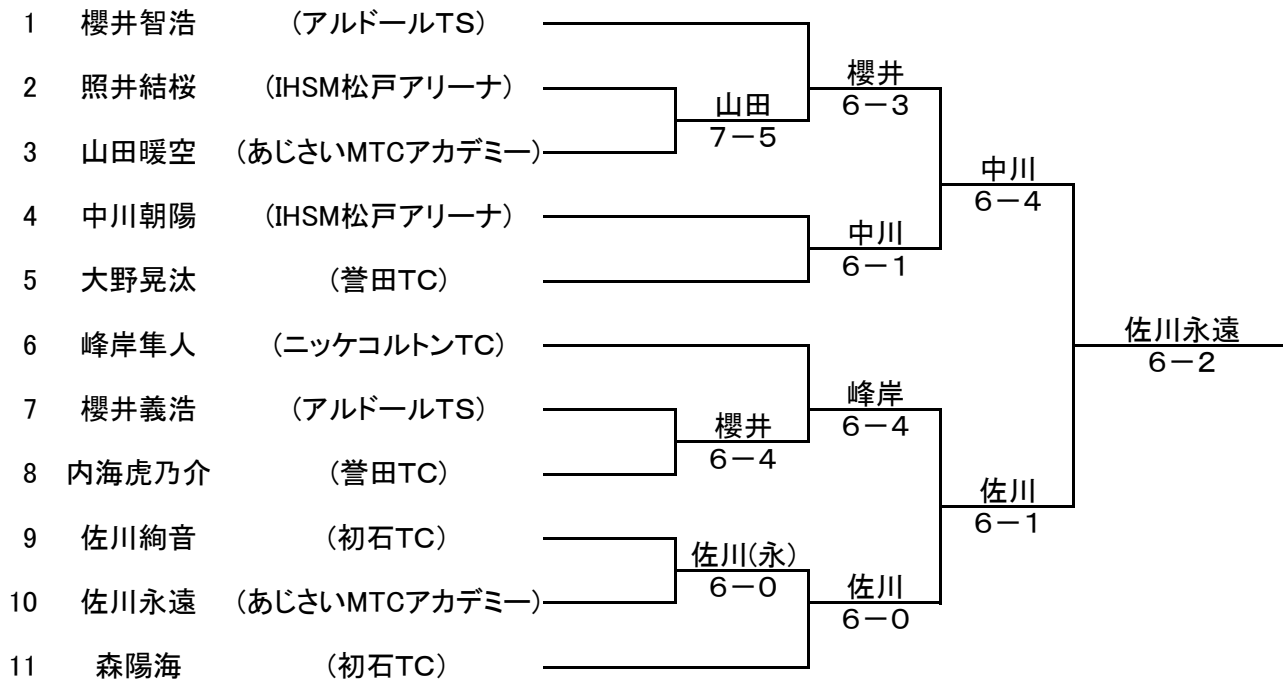 1 櫻井智浩 (アルドールTS)
櫻井
2 照井結桜 (IHSM松戸アリーナ)
山田
6－3
7－5
3 山田暖空 (あじさいMTCアカデミー)
中川
6－4
4 中川朝陽 (IHSM松戸アリーナ)
中川
6－1
5 大野晃汰 (誉田TC)
佐川永遠
6－2
6 峰岸隼人 (ニッケコルトンTC)
峰岸
6－4
7 櫻井義浩 (アルドールTS)
櫻井
6－4
8 内海虎乃介 (誉田TC)
佐川
6－1
9 佐川絢音 (初石TC)
佐川(永)
6－0
10 佐川永遠 (あじさいMTCアカデミー)
佐川
6－0
11 森陽海 (初石TC)